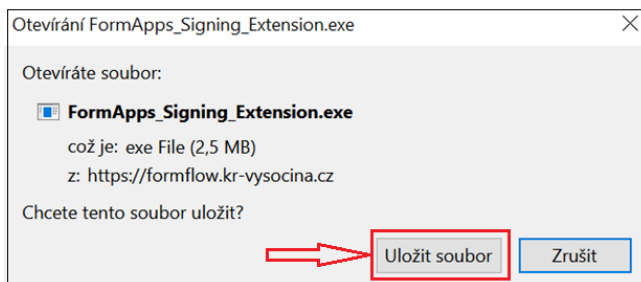 Otevírání FormApps_Signing_Extension.exe
Otevíráte soubor:
FormApps_Signing_Extension.exe
což je: exe File (2,5 MB)
z: https://formflow.kr-vysocina.cz
Chcete tento soubor uložit?
Uložit soubor Zrušit